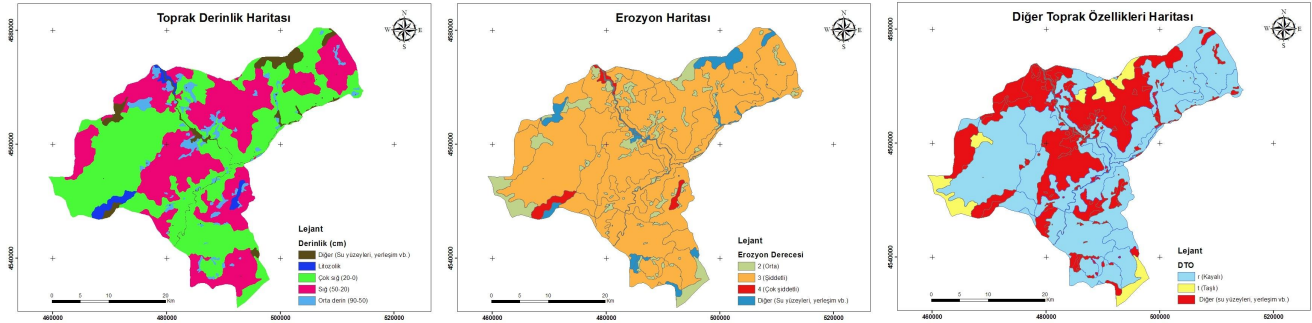 Toprak Derinlik Haritası
N
W E
S
4580000
4560000
4540000
Lejant
Derinlik (cm)
Diğer (Su yüzeyleri, yerleşim vb.)
Litozolik
Çok sığ (20-0)
Sığ (50-20)
Orta derin (90-50)
0 5 10 20
Km
460000 480000 500000 520000
Erozyon Haritası
N
W E
S
4580000
4560000
4540000
Lejant
Erozyon Derecesi
2 (Orta)
3 (Şiddetli)
4 (Çok şiddetli)
Diğer (Su yüzeyleri, yerleşim vb.)
0 5 10 20
Km
460000 480000 500000 520000
Diğer Toprak Özellikleri Haritası
N
W E
S
4580000
4560000
4540000
Lejant
DTO
r (Kayalı)
t (Taşlı)
Diğer (su yüzeyleri, yerleşim vb.)
0 5 10 20
Km
460000 480000 500000 520000